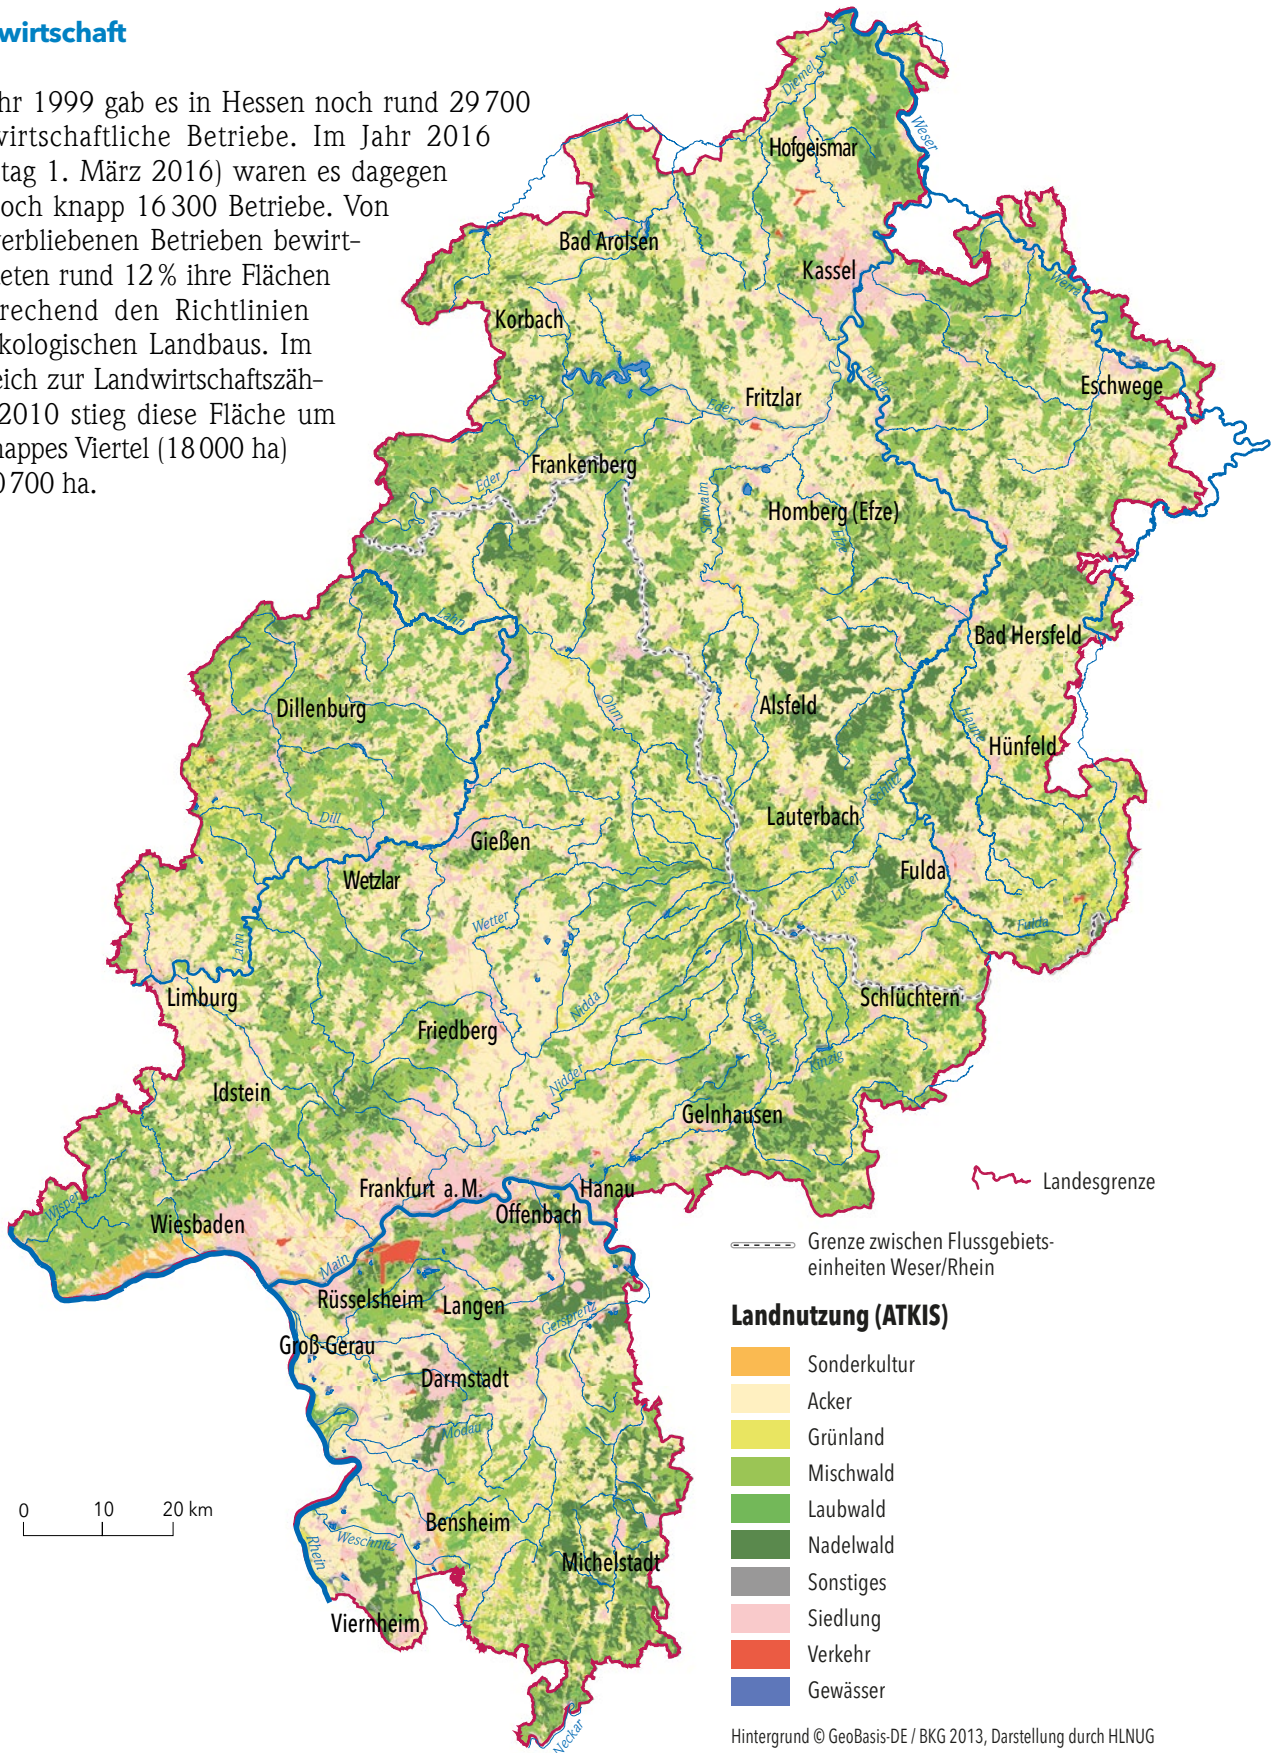 wirtschaft
hr 1999 gab es in Hessen noch rund 29 700
wirtschaftliche Betriebe. Im Jahr 2016
tag 1. März 2016) waren es dagegen
och knapp 16 300 Betriebe. Von
verbliebenen Betrieben bewirt-
eten rund 12 % ihre Flächen
rechend den Richtlinien
kologischen Landbaus. Im
eich zur Landwirtschaftszäh-
2010 stieg diese Fläche um
nappes Viertel (18 000 ha)
0 700 ha.
Diemel
Weser
Hofgeismar
Bad Arolsen
Kassel
Werra
Korbach
Fulda
Eschwege
Fritzlar
Eder
Frankenberg
Eder
Schwalm
Homberg (Efze)
Efze
Lahn
Bad Hersfeld
Dillenburg
Ohm
Alsfeld
Haune
Hünfeld
Schlitz
Dill
Lauterbach
Gießen
Fulda
Wetzlar
Lüder
Wetter
Fulda
Lahn
Limburg
Schlüchtern
Nidda
Friedberg
Bracht
Kinzig
Nidder
Idstein
Gelnhausen
Frankfurt a. M.
Hanau
Landesgrenze
Wisper
Offenbach
Wiesbaden
Grenze zwischen Flussgebiets-
einheiten Weser/Rhein
Main
Rüsselsheim
Langen
Gersprenz
Groß-Gerau
Darmstadt
Modau
Bensheim
Weschnitz
Rhein
Michelstadt
Viernheim
Neckar
0 10 20 km
Landnutzung (ATKIS)
Sonderkultur
Acker
Grünland
Mischwald
Laubwald
Nadelwald
Sonstiges
Siedlung
Verkehr
Gewässer
Hintergrund © GeoBasis-DE / BKG 2013, Darstellung durch HLNUG